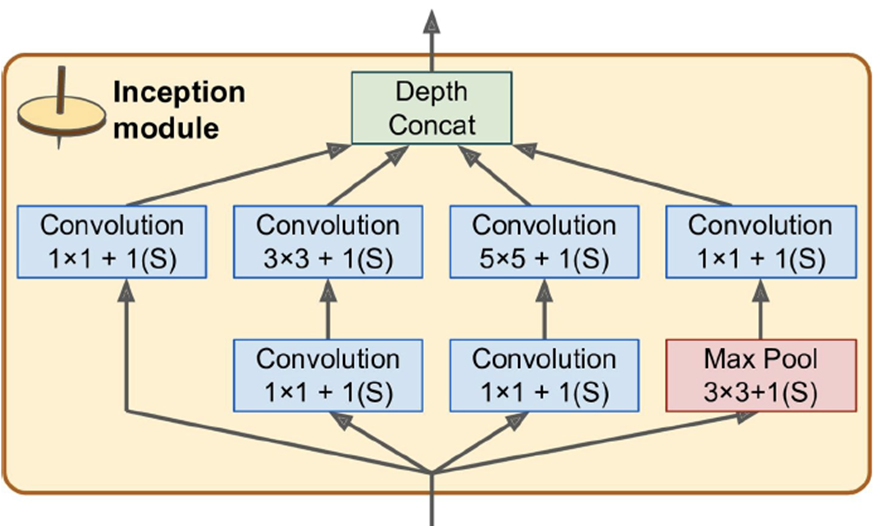 Inception
module
Depth
Concat
Convolution
1×1 + 1(S)
Convolution
3×3 + 1(S)
Convolution
5×5 + 1(S)
Convolution
1×1 + 1(S)
Convolution
1×1 + 1(S)
Convolution
1×1 + 1(S)
Max Pool
3×3+1(S)